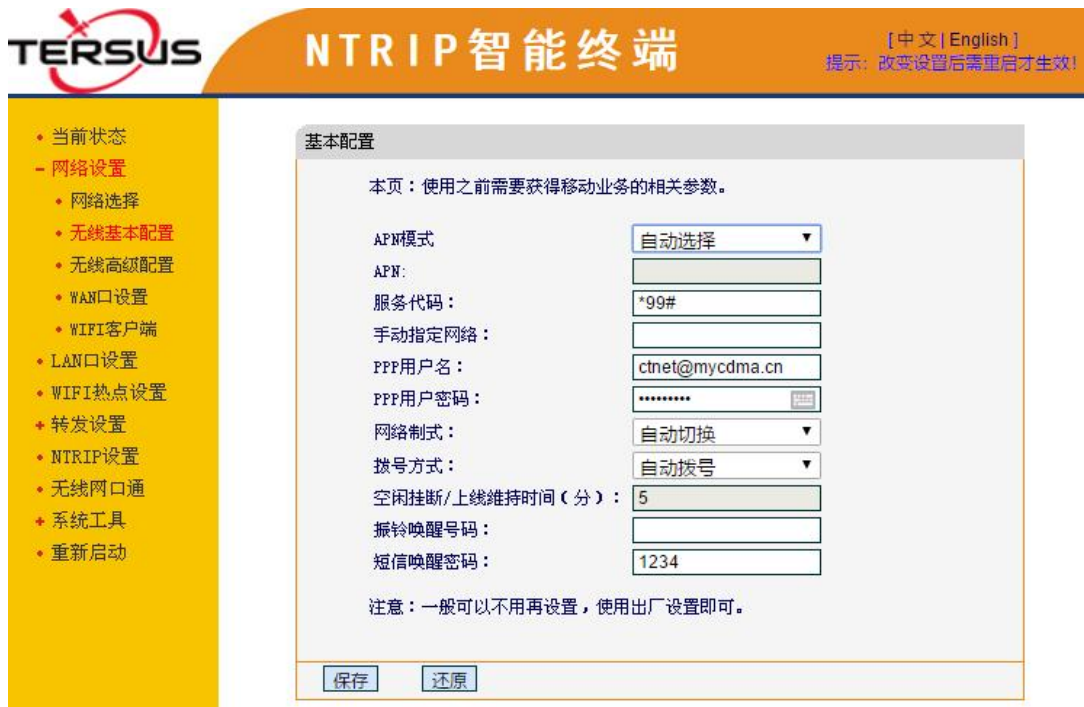 TERSUS
NTRIP智能终端
[中文|English]
提示：改变设置后需重启才生效!
当前状态
网络设置
网络选择
无线基本配置
无线高级配置
WAN口设置
WIFI客户端
LAN口设置
WIFI热点设置
转发设置
NTRIP设置
无线网口通
系统工具
重新启动
基本配置
本页：使用之前需要获得移动业务的相关参数。
APN模式 自动选择
APN:
服务代码： *99#
手动指定网络：
PPP用户名： ctnet@mycdma.cn
PPP用户密码： •••••••••
网络制式： 自动切换
拨号方式： 自动拨号
空闲挂断/上线维持时间（分）： 5
振铃唤醒号码：
短信唤醒密码： 1234
注意：一般可以不用再设置，使用出厂设置即可。
保存 还原